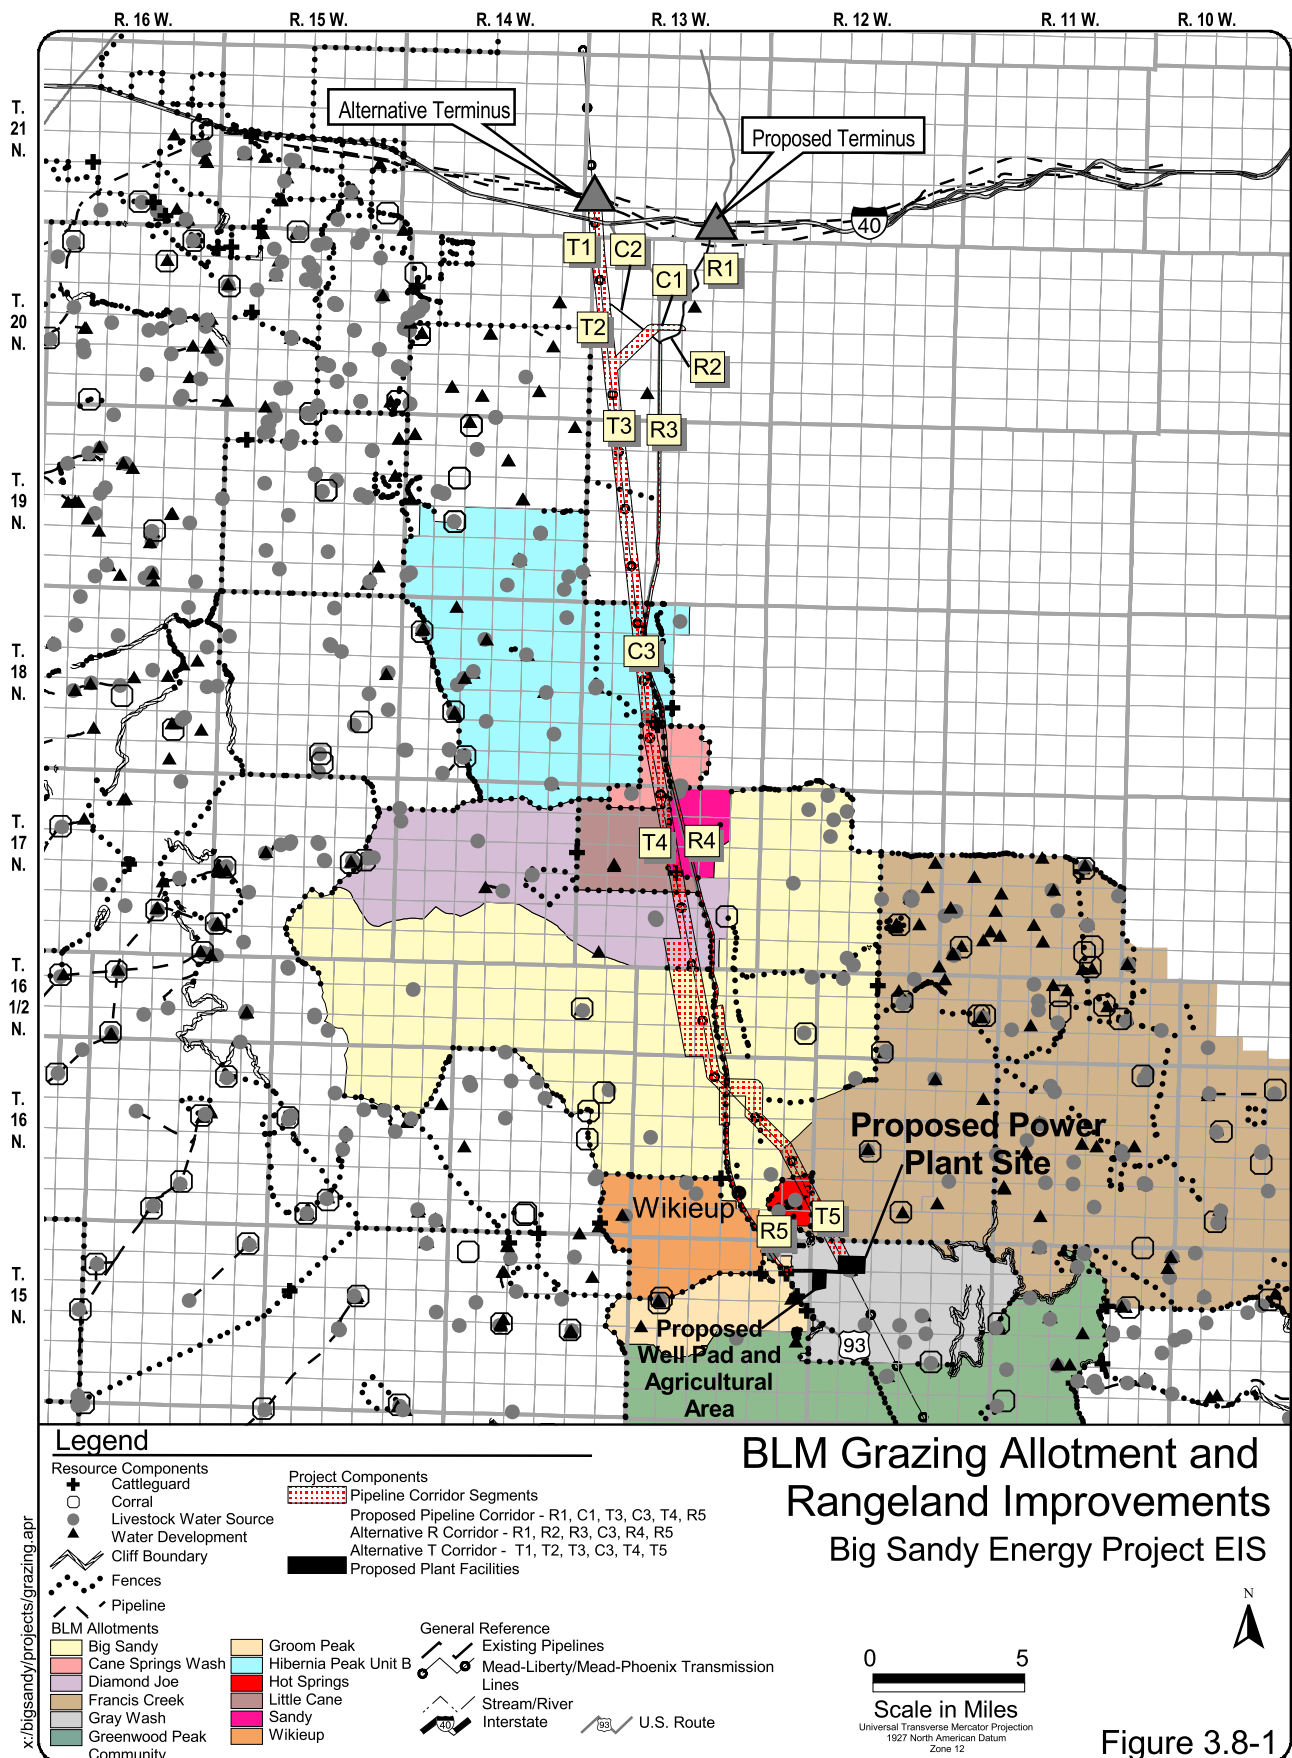 R. 16 W. R. 15 W. R. 14 W. R. 13 W. R. 12 W. R. 11 W. R. 10 W.
T.
21
N.
Alternative Terminus
Proposed Terminus
40
T1
C2
C1
R1
T.
20
N.
T2
R2
T3
R3
T.
19
N.
C3
T.
18
N.
T4
R4
T.
17
N.
T.
16
1/2
N.
T.
16
N.
Proposed Power
Plant Site
Wikieup
R5
T5
T.
15
N.
93
Proposed
Well Pad and
Agricultural
Area
Legend
Resource Components
Cattleguard
Corral
Livestock Water Source
Water Development
Cliff Boundary
Fences
Pipeline
Project Components
Pipeline Corridor Segments
Proposed Pipeline Corridor - R1, C1, T3, C3, T4, R5
Alternative R Corridor - R1, R2, R3, C3, R4, R5
Alternative T Corridor - T1, T2, T3, C3, T4, T5
Proposed Plant Facilities
BLM Allotments
Big Sandy
Cane Springs Wash
Diamond Joe
Francis Creek
Gray Wash
Greenwood Peak
Community
Groom Peak
Hibernia Peak Unit B
Hot Springs
Little Cane
Sandy
Wikieup
General Reference
Existing Pipelines
Mead-Liberty/Mead-Phoenix Transmission
Lines
Stream/River
40
Interstate
93
U.S. Route
BLM Grazing Allotment and
Rangeland Improvements
Big Sandy Energy Project EIS
N
0 5
Scale in Miles
Universal Transverse Mercator Projection
1927 North American Datum
Zone 12
Figure 3.8-1
x:/bigsandy/projects/grazing.apr